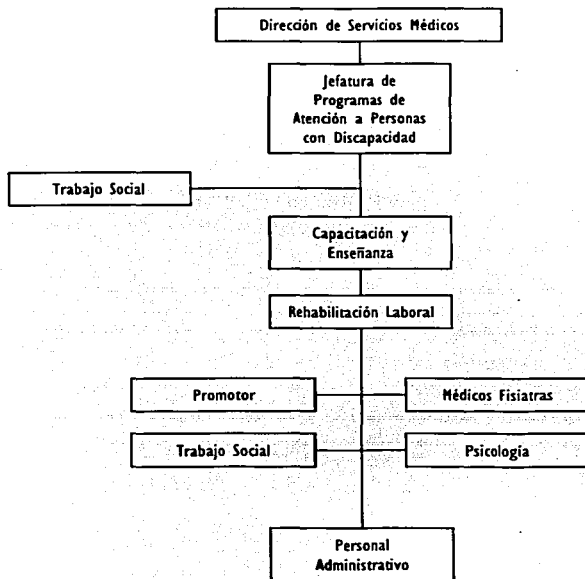 Dirección de Servicios Médicos
Jefatura de
Programas de
Atención a Personas
con Discapacidad
Trabajo Social
Capacitación y
Enseñanza
Rehabilitación Laboral
Promotor
Médicos Fisiatras
Trabajo Social
Psicología
Personal
Administrativo